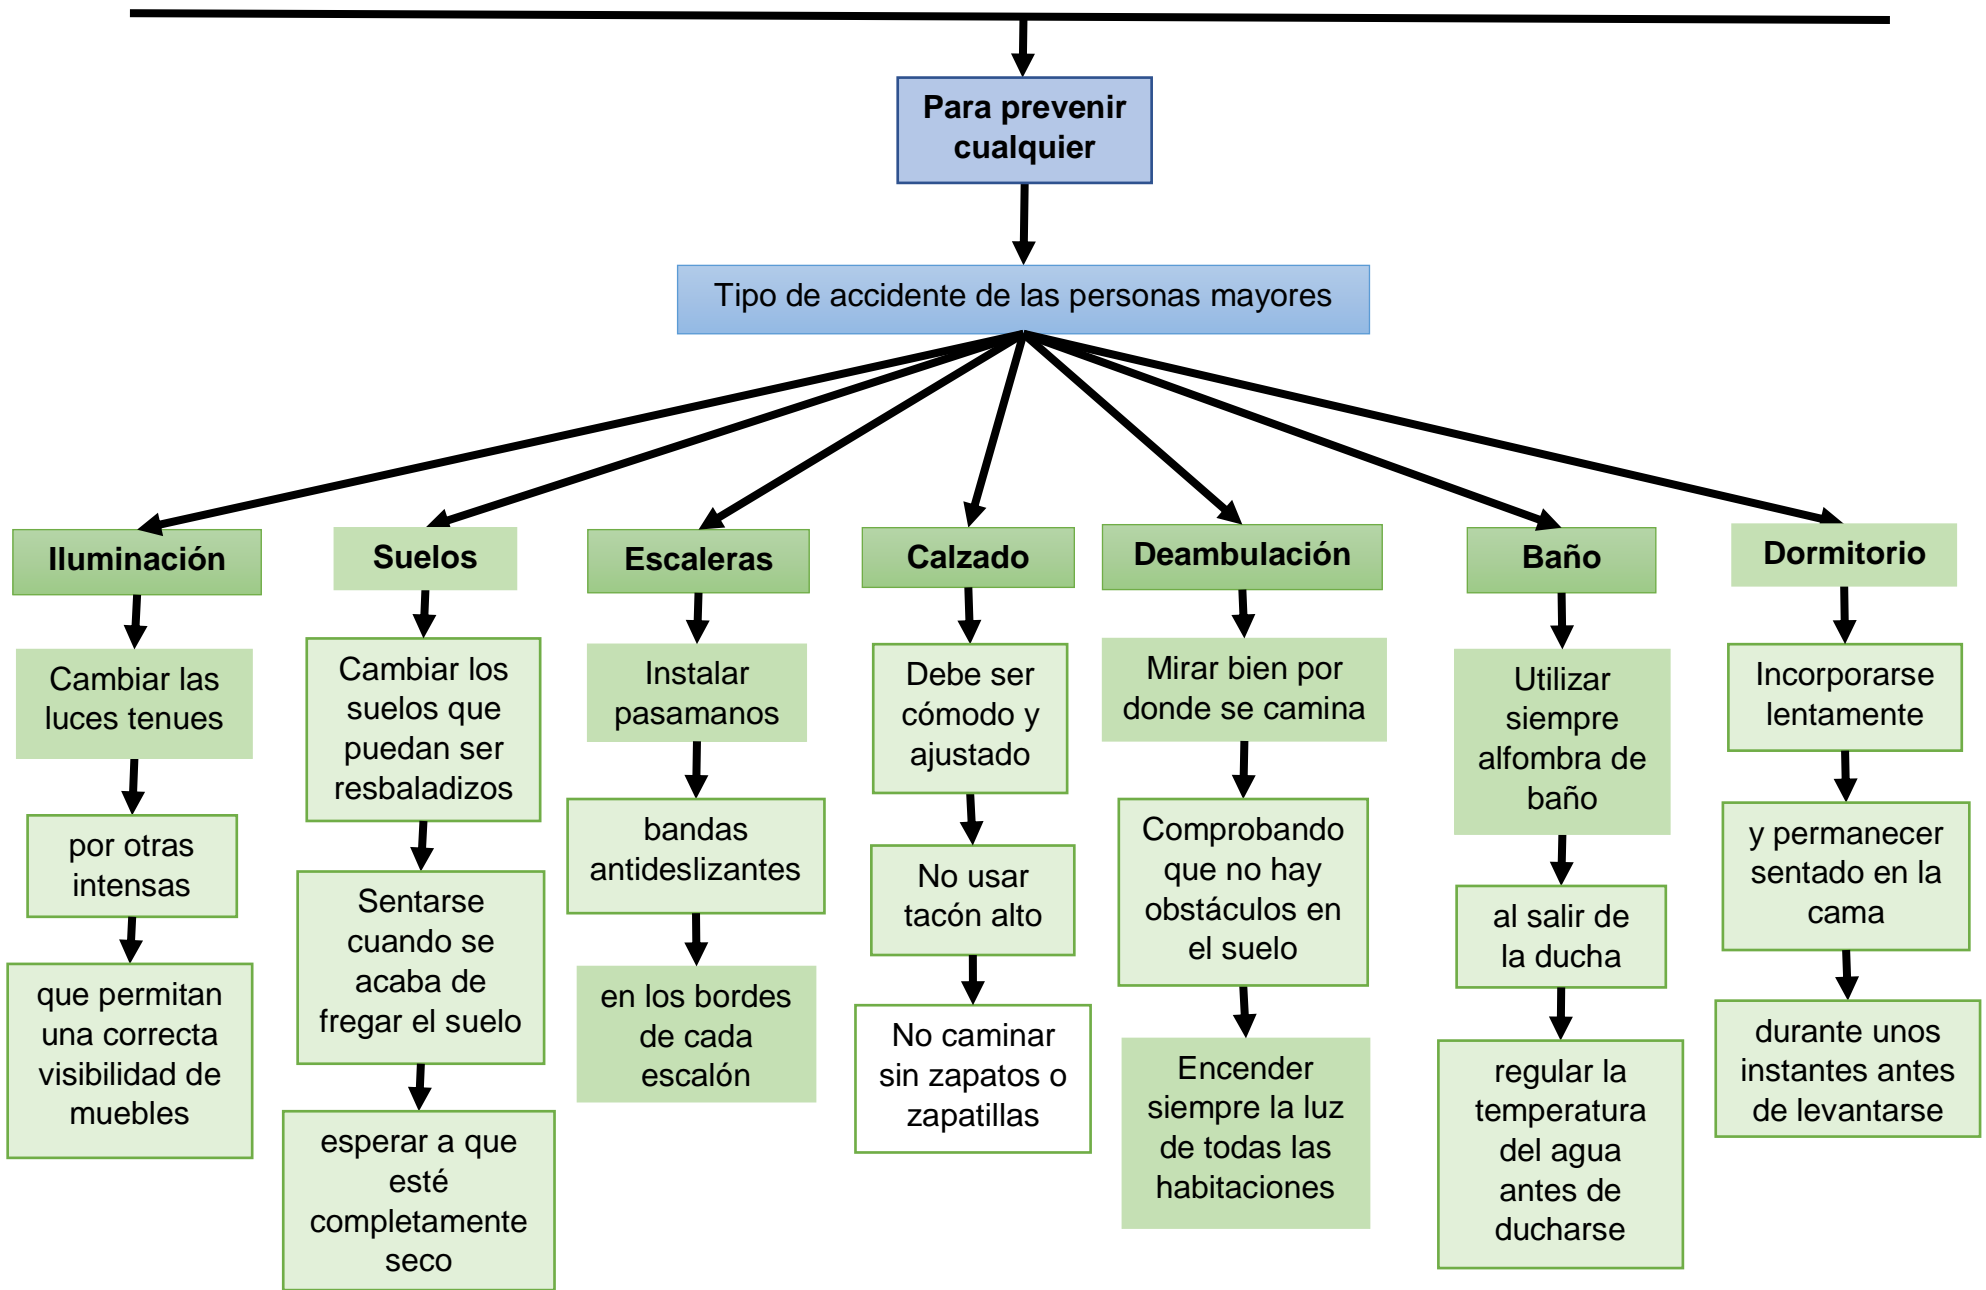 Para prevenir
cualquier
Tipo de accidente de las personas mayores
Iluminación
Cambiar las
luces tenues
por otras
intensas
que permitan
una correcta
visibilidad de
muebles
Suelos
Cambiar los
suelos que
puedan ser
resbaladizos
Sentarse
cuando se
acaba de
fregar el suelo
esperar a que
esté
completamente
seco
Escaleras
Instalar
pasamanos
bandas
antideslizantes
en los bordes
de cada
escalón
Calzado
Debe ser
cómodo y
ajustado
No usar
tacón alto
No caminar
sin zapatos o
zapatillas
Deambulación
Mirar bien por
donde se camina
Comprobando
que no hay
obstáculos en
el suelo
Encender
siempre la luz
de todas las
habitaciones
Baño
Utilizar
siempre
alfombra de
baño
al salir de
la ducha
regular la
temperatura
del agua
antes de
ducharse
Dormitorio
Incorporarse
lentamente
y permanecer
sentado en la
cama
durante unos
instantes antes
de levantarse